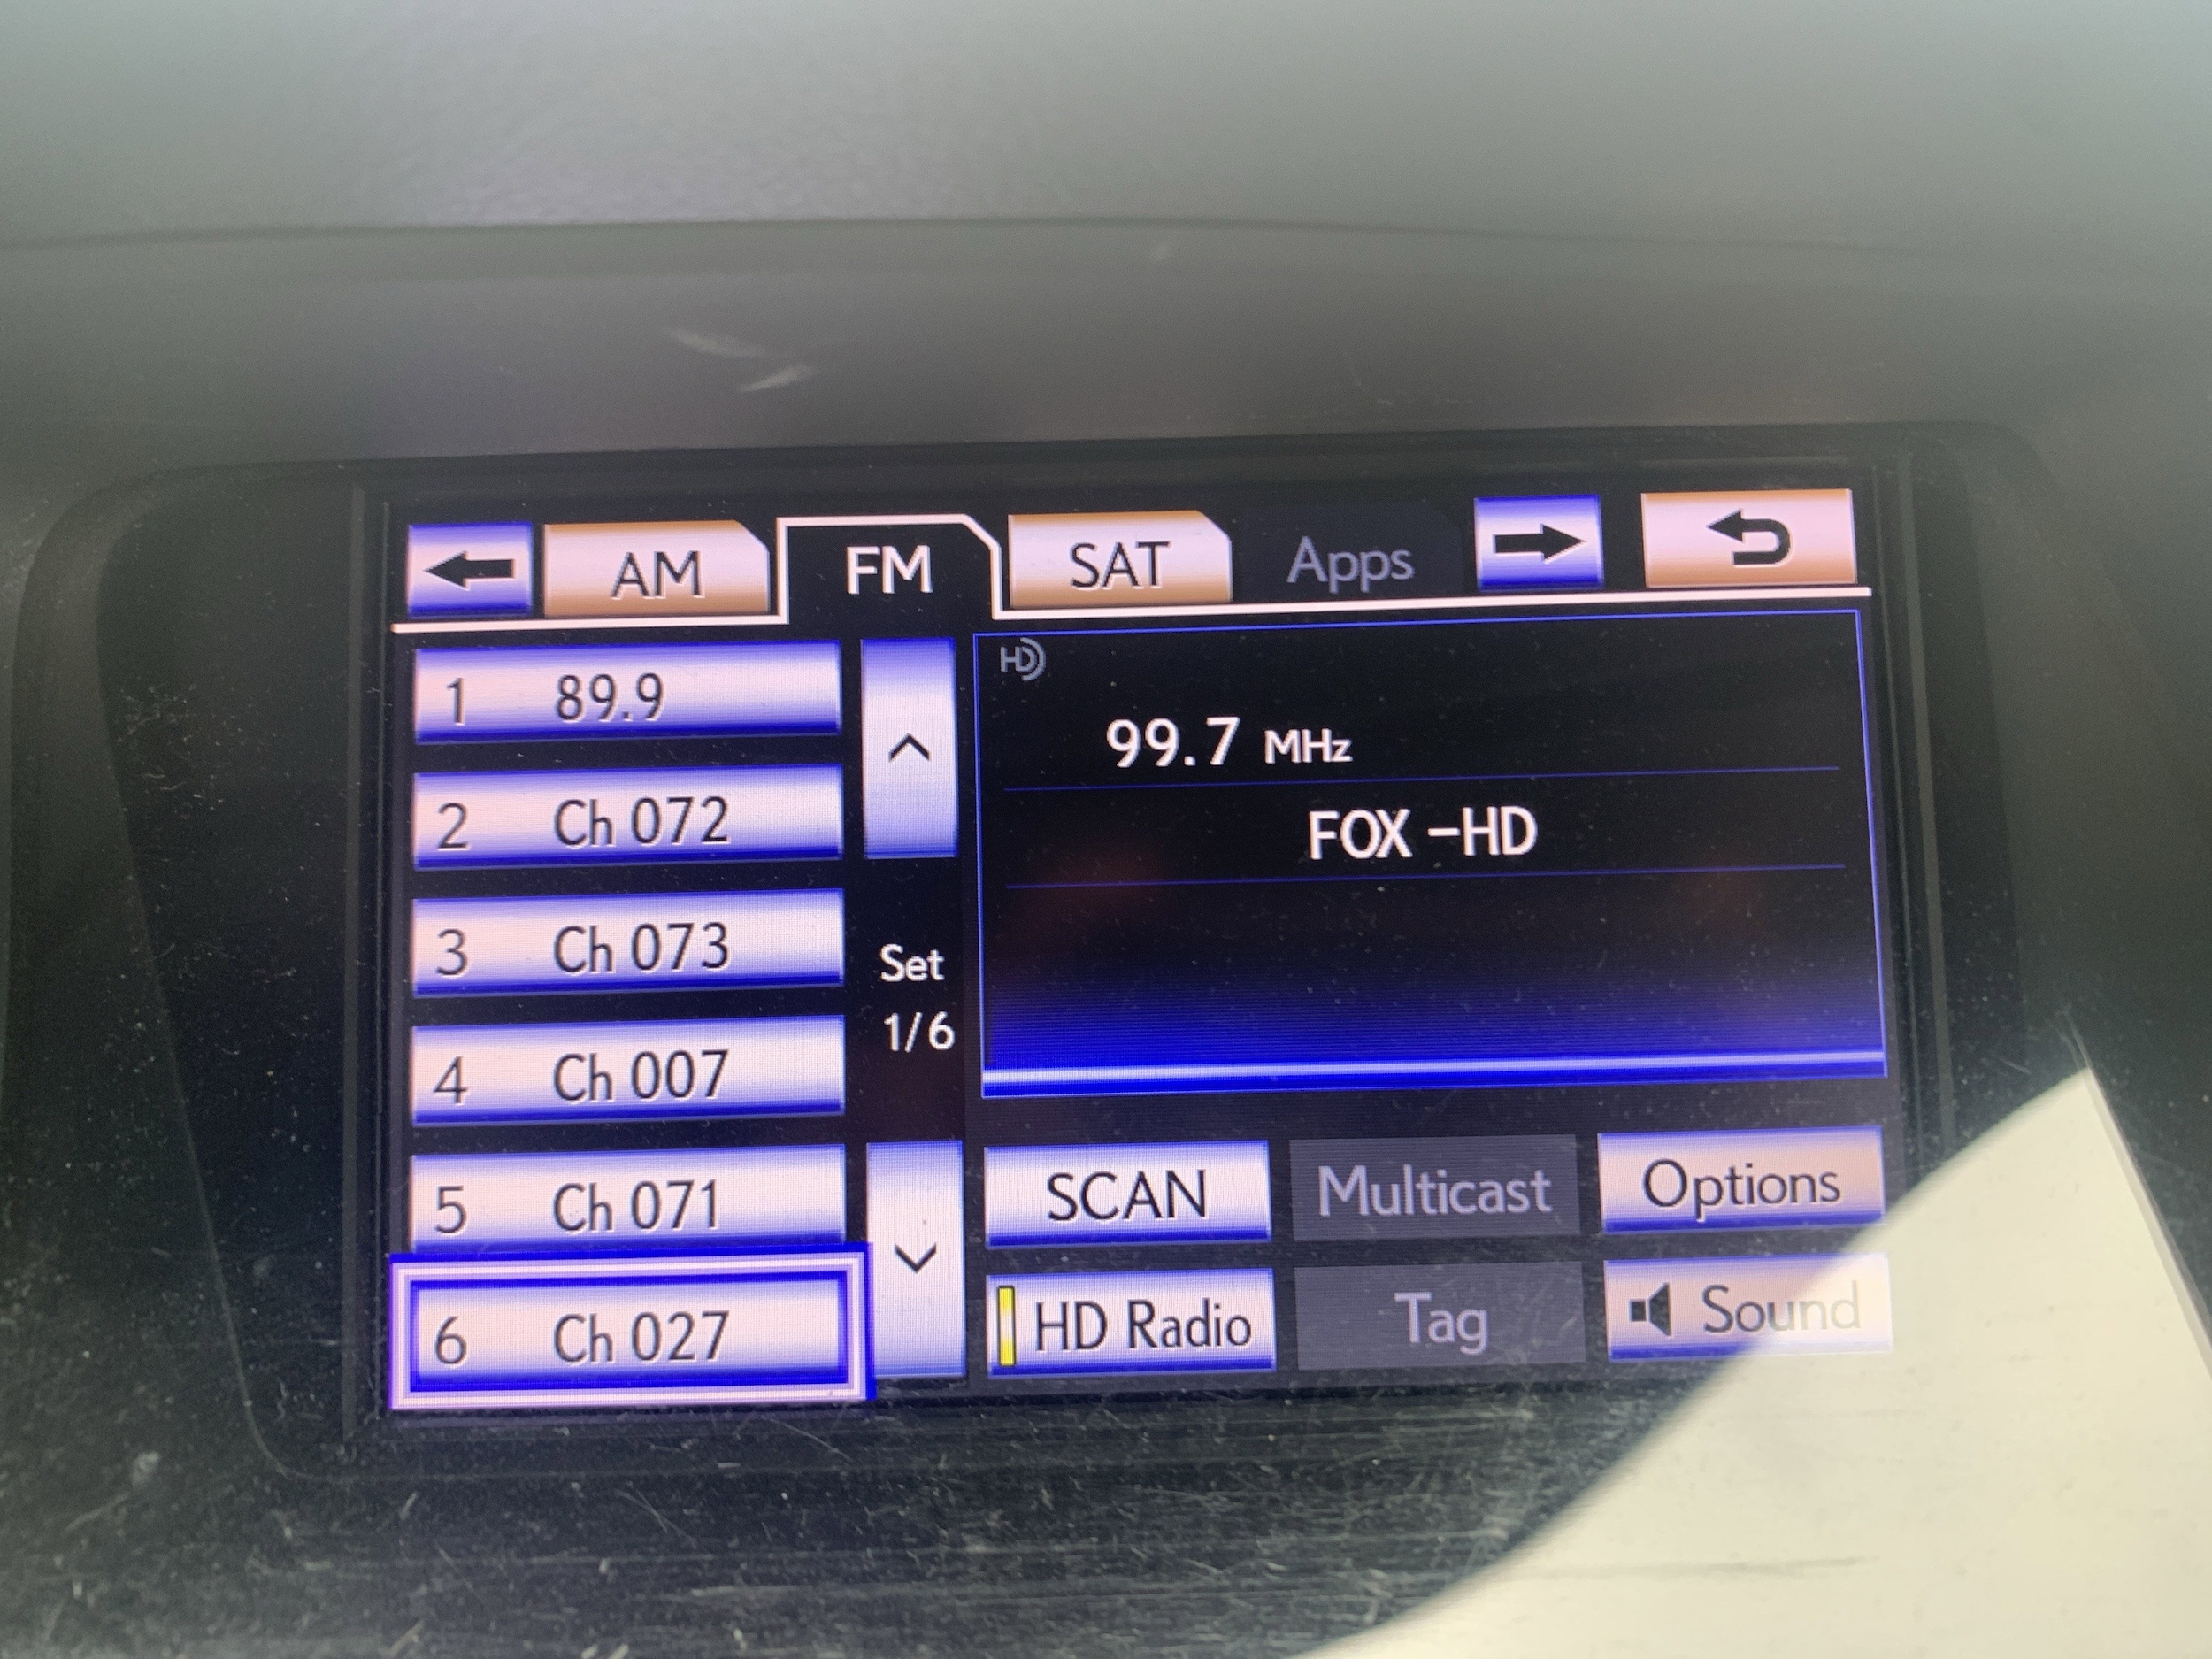 AM FM SAT Apps
1 89.9
2 Ch 072
3 Ch 073
4 Ch 007
5 Ch 071
6 Ch 027
Set
1/6
HD
99.7 MHz
FOX -HD
SCAN Multicast Options
HD Radio Tag Sound